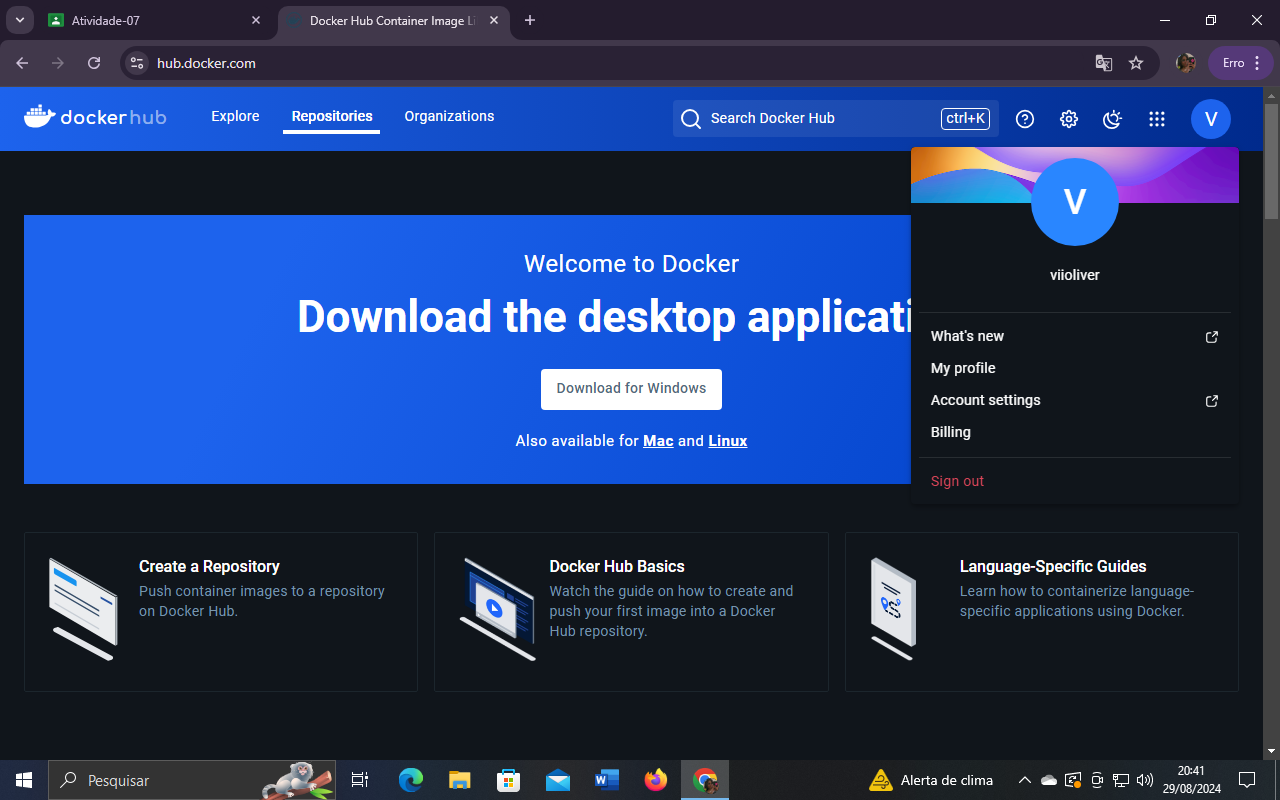 Atividade-07
Docker Hub Container Image Li
hub.docker.com
Erro
dockerhub
Explore
Repositories
Organizations
Search Docker Hub
ctrl+K
V
V
viioliver
What's new
My profile
Account settings
Billing
Sign out
Welcome to Docker
Download the desktop applicati
Download for Windows
Also available for Mac and Linux
Create a Repository
Push container images to a repository
on Docker Hub.
Docker Hub Basics
Watch the guide on how to create and
push your first image into a Docker
Hub repository.
Language-Specific Guides
Learn how to containerize language-
specific applications using Docker.
Pesquisar
Alerta de clima
20:41
29/08/2024